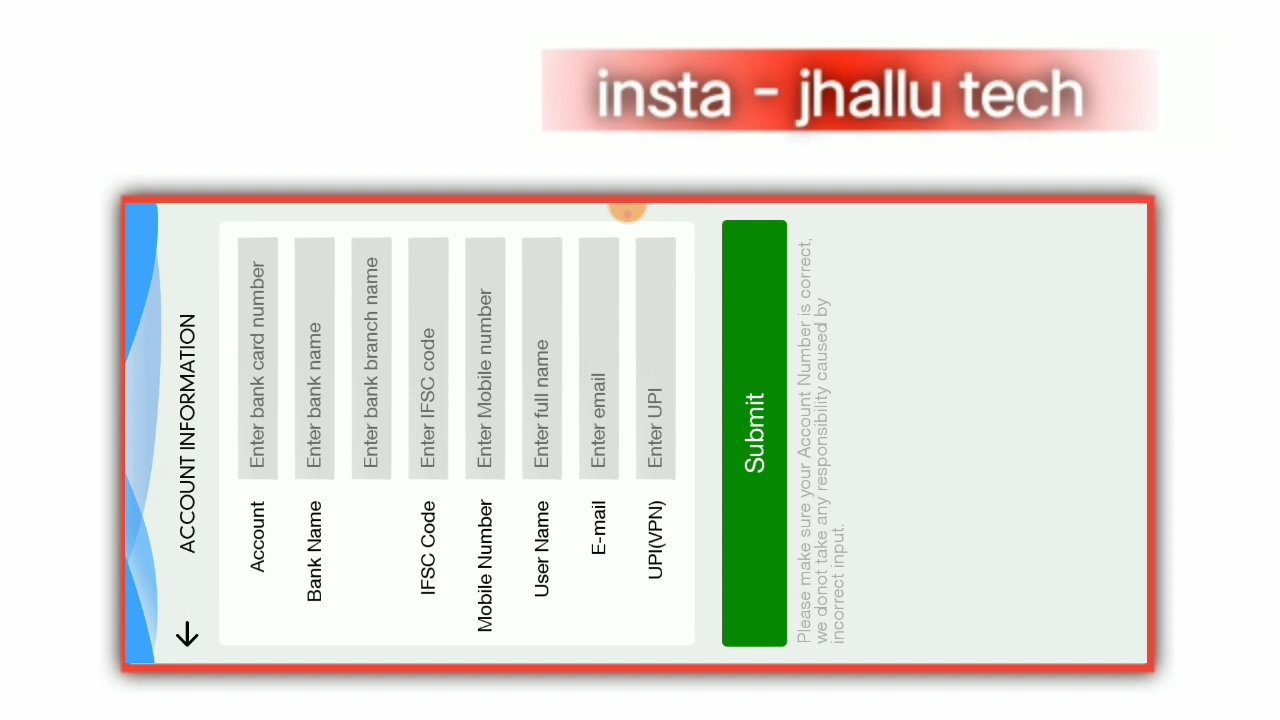 insta - jhallu tech
ACCOUNT INFORMATION
Account Enter bank card number
Bank Name Enter bank name
Enter bank branch name
IFSC Code Enter IFSC code
Mobile Number Enter Mobile number
User Name Enter full name
E-mail Enter email
UPI(VPN) Enter UPI
Submit
Please make sure your Account Number is correct,
we donot take any responsibility caused by
incorrect input.